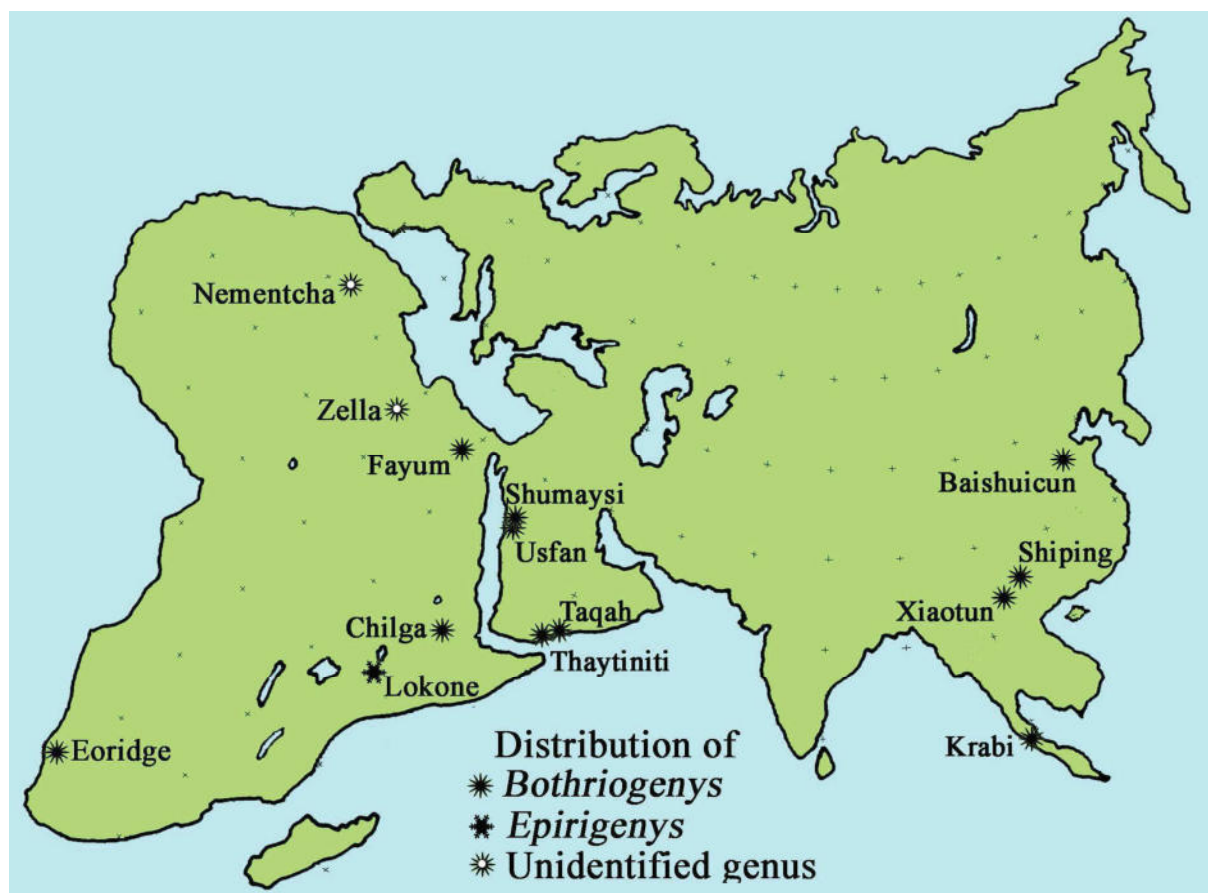 Nementcha
Zella
Fayum
Baishuicun
Shumaysi
Usfan
Shiping
Xiaotun
Chilga
Taqah
Thaytiniti
Lokone
Eoridge
Krabi
Distribution of
Bothriogenys
Epirigenys
Unidentified genus